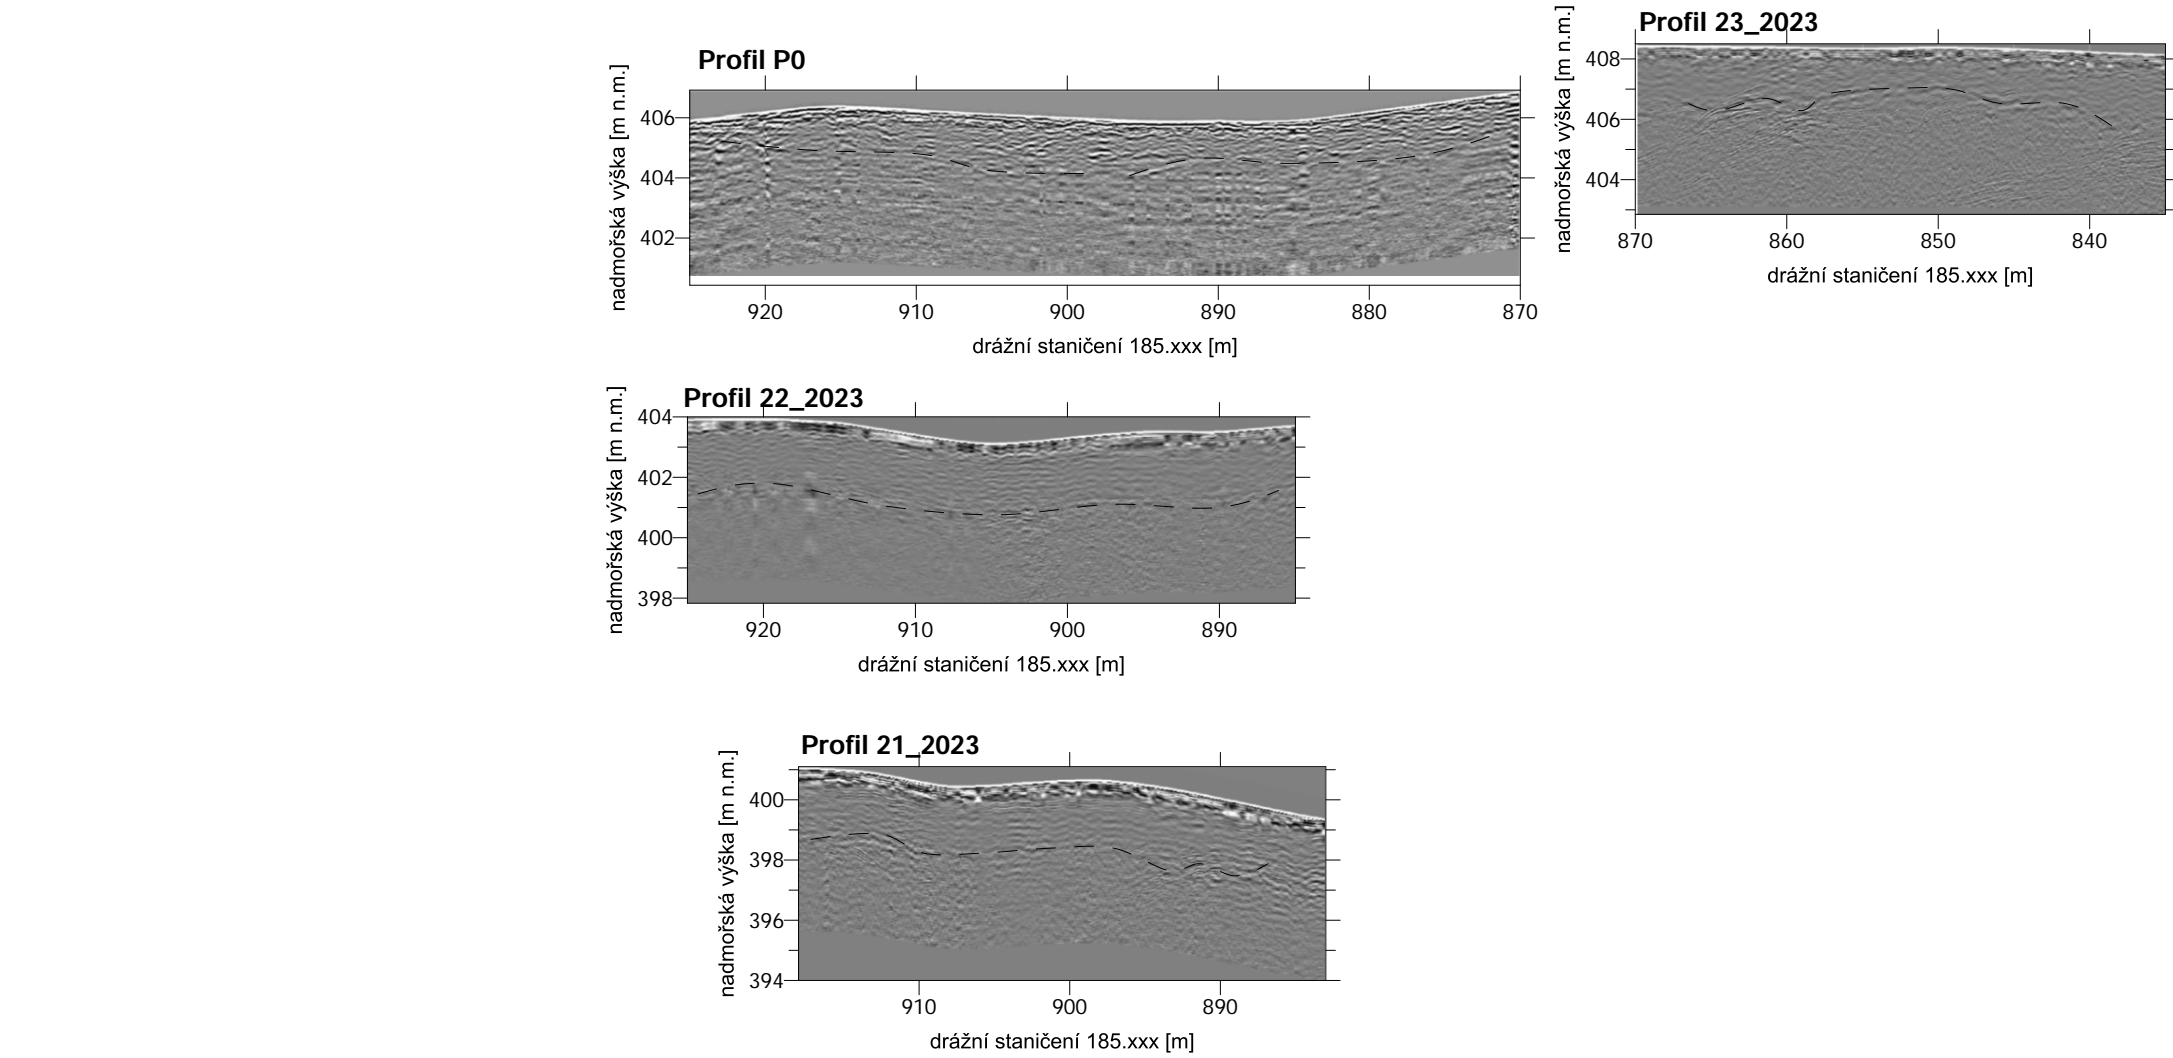 Profil P0
nadmořská výška [m n.m.]
406
404
402
920 910 900 890 880 870
drážní staničení 185.xxx [m]
Profil 23_2023
nadmořská výška [m n.m.]
408
406
404
870 860 850 840
drážní staničení 185.xxx [m]
Profil 22_2023
nadmořská výška [m n.m.]
404
402
400
398
920 910 900 890
drážní staničení 185.xxx [m]
Profil 21_2023
nadmořská výška [m n.m.]
400
398
396
394
910 900 890
drážní staničení 185.xxx [m]